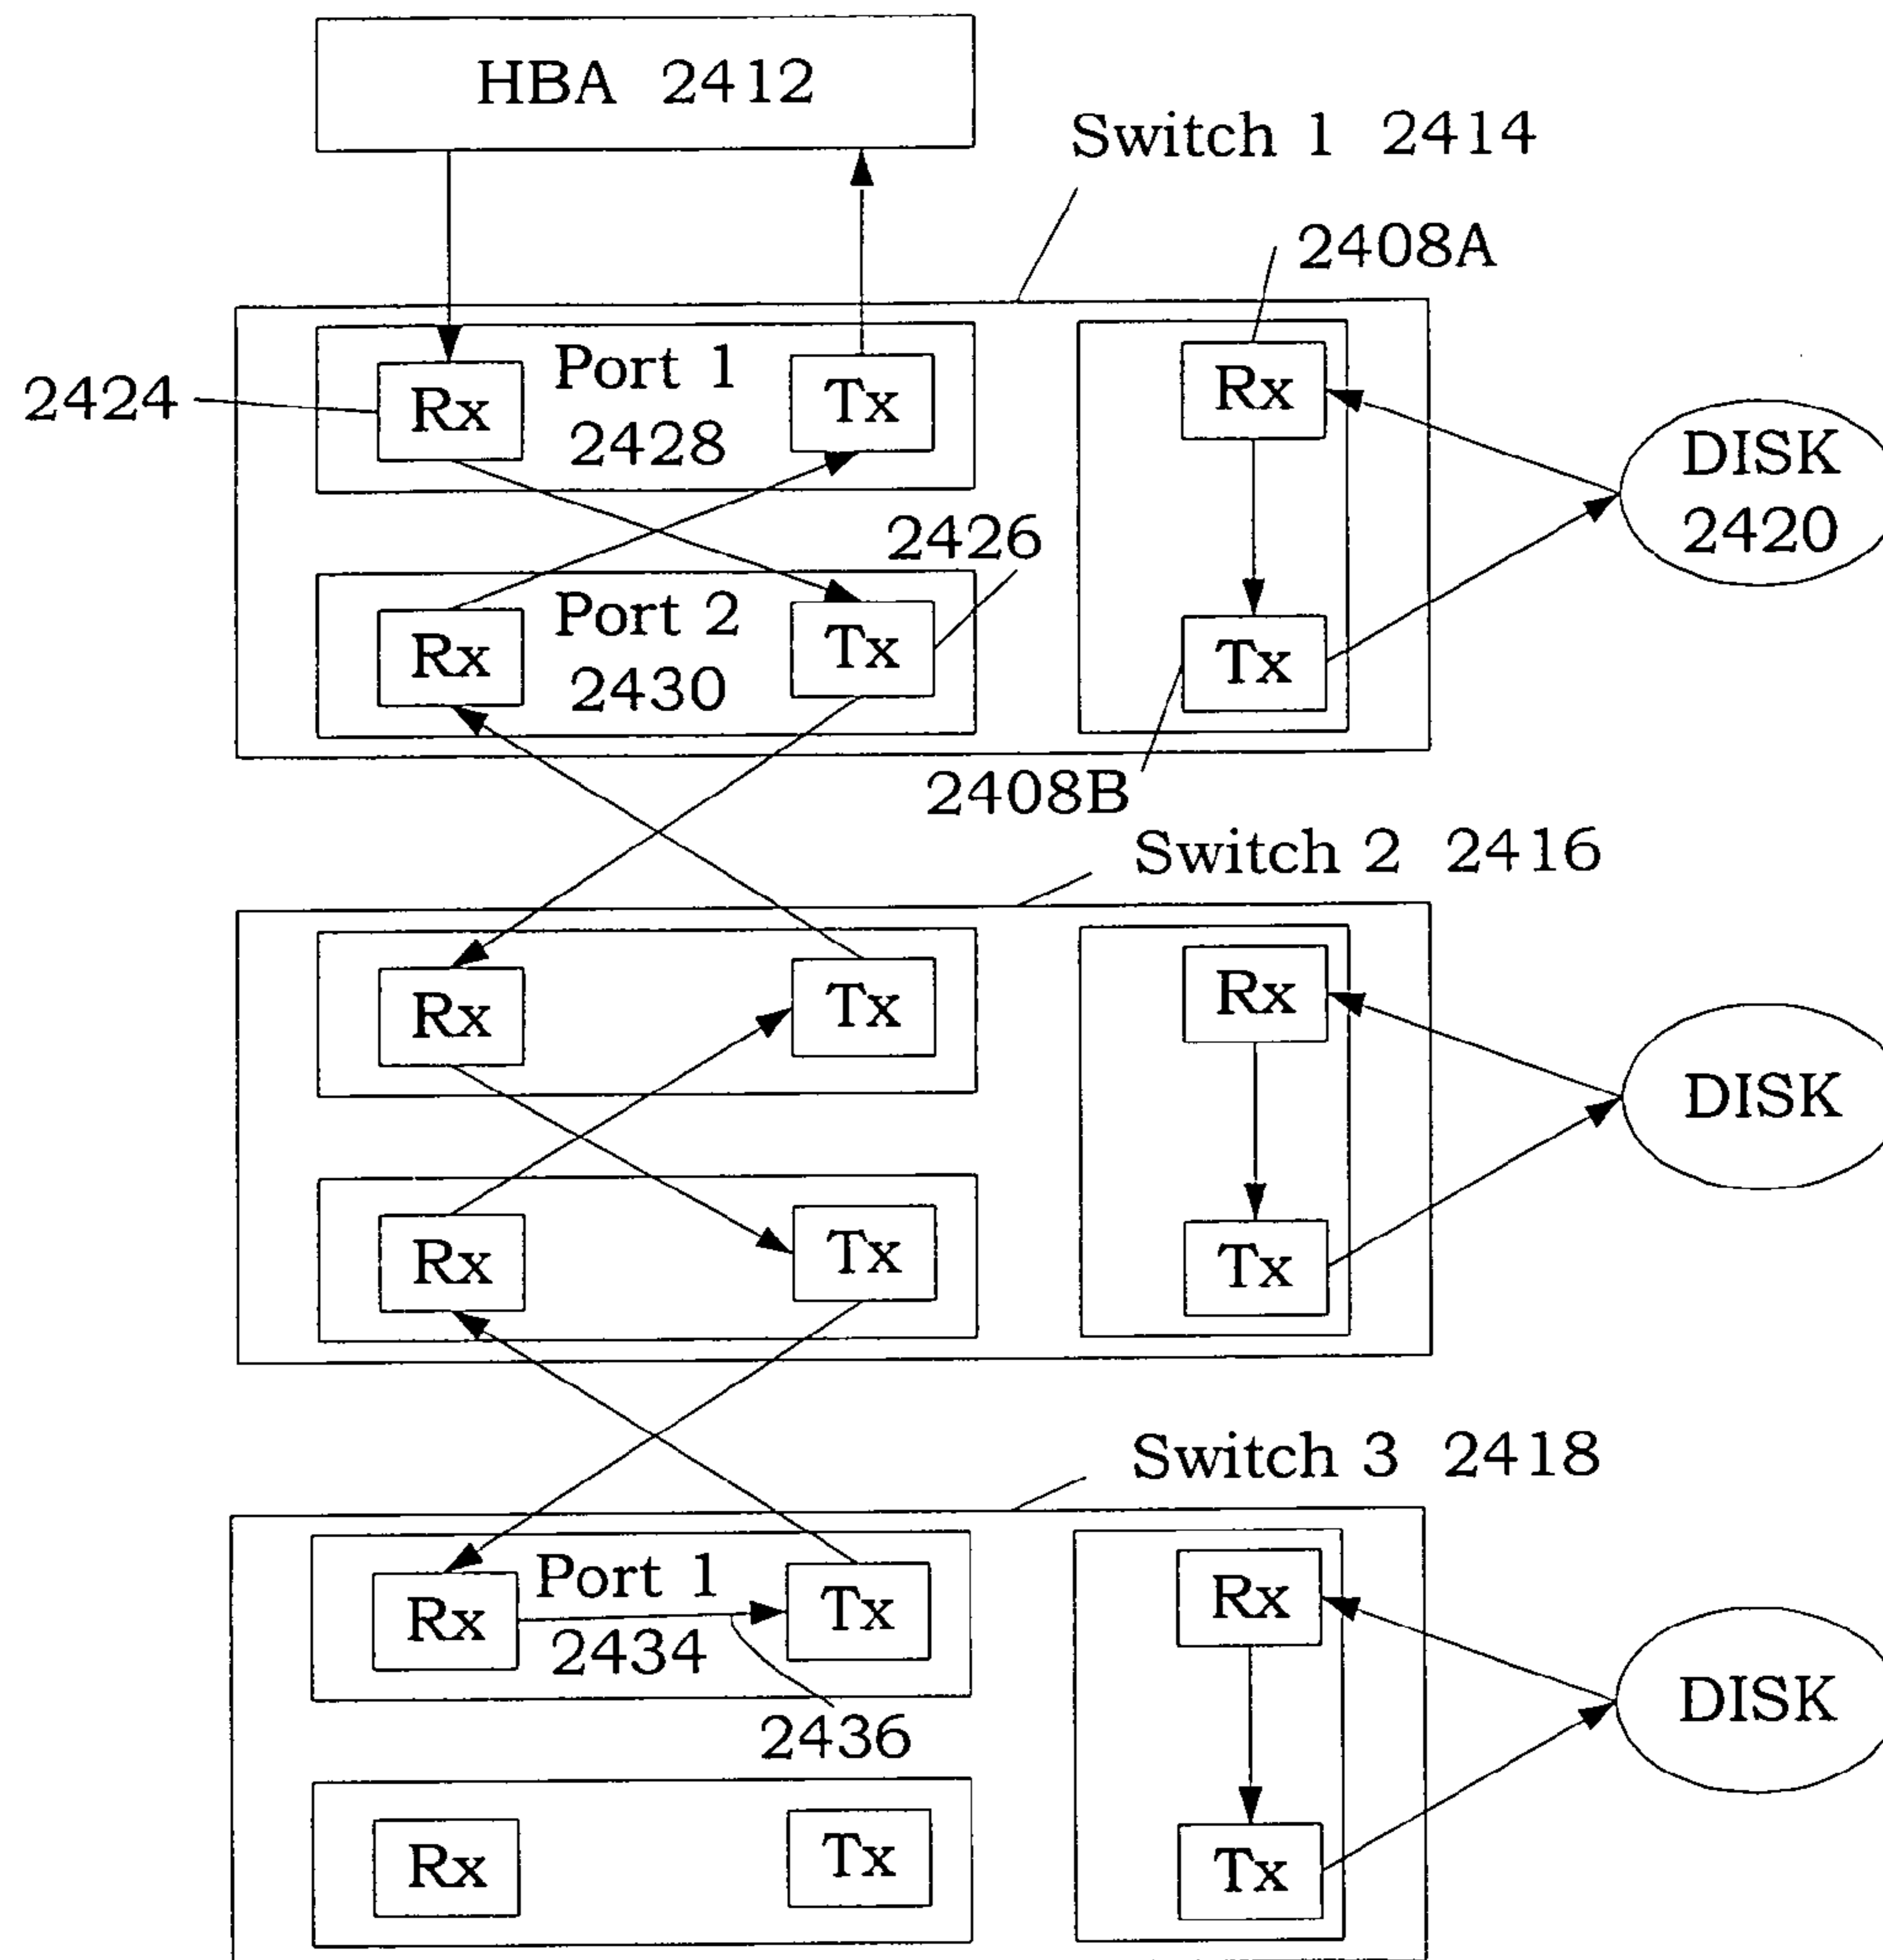 HBA 2412
Switch 1 2414
2408A
2424
Rx
Port 1
2428
Tx
Rx
DISK
2420
2426
Rx
Port 2
2430
Tx
Tx
2408B
Switch 2 2416
Rx
Tx
Rx
DISK
Rx
Tx
Tx
Switch 3 2418
Rx
Port 1
2434
Tx
Rx
2436
DISK
Rx
Tx
Tx